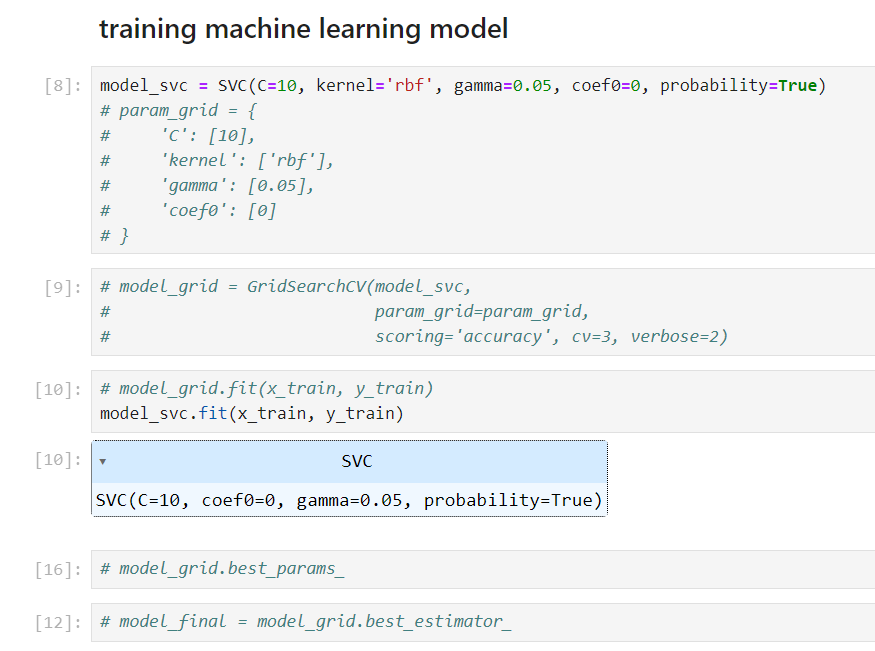 training machine learning model
[8]: model_svc = SVC(C=10, kernel='rbf', gamma=0.05, coef0=0, probability=True)
# param_grid = {
#     'C': [10],
#     'kernel': ['rbf'],
#     'gamma': [0.05],
#     'coef0': [0]
# }
[9]: # model_grid = GridSearchCV(model_svc,
#                           param_grid=param_grid,
#                           scoring='accuracy', cv=3, verbose=2)
[10]: # model_grid.fit(x_train, y_train)
model_svc.fit(x_train, y_train)
[10]: ▾ SVC
SVC(C=10, coef0=0, gamma=0.05, probability=True)
[16]: # model_grid.best_params_
[12]: # model_final = model_grid.best_estimator_